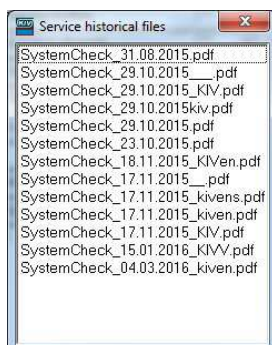 KIV Service historical files
SystemCheck_31.08.2015.pdf
SystemCheck_29.10.2015___.pdf
SystemCheck_29.10.2015_KIV.pdf
SystemCheck_29.10.2015kiv.pdf
SystemCheck_29.10.2015.pdf
SystemCheck_23.10.2015.pdf
SystemCheck_18.11.2015_KIVen.pdf
SystemCheck_17.11.2015__.pdf
SystemCheck_17.11.2015_kivens.pdf
SystemCheck_17.11.2015_kiven.pdf
SystemCheck_17.11.2015_KIV.pdf
SystemCheck_15.01.2016_KIVV.pdf
SystemCheck_04.03.2016_kiven.pdf